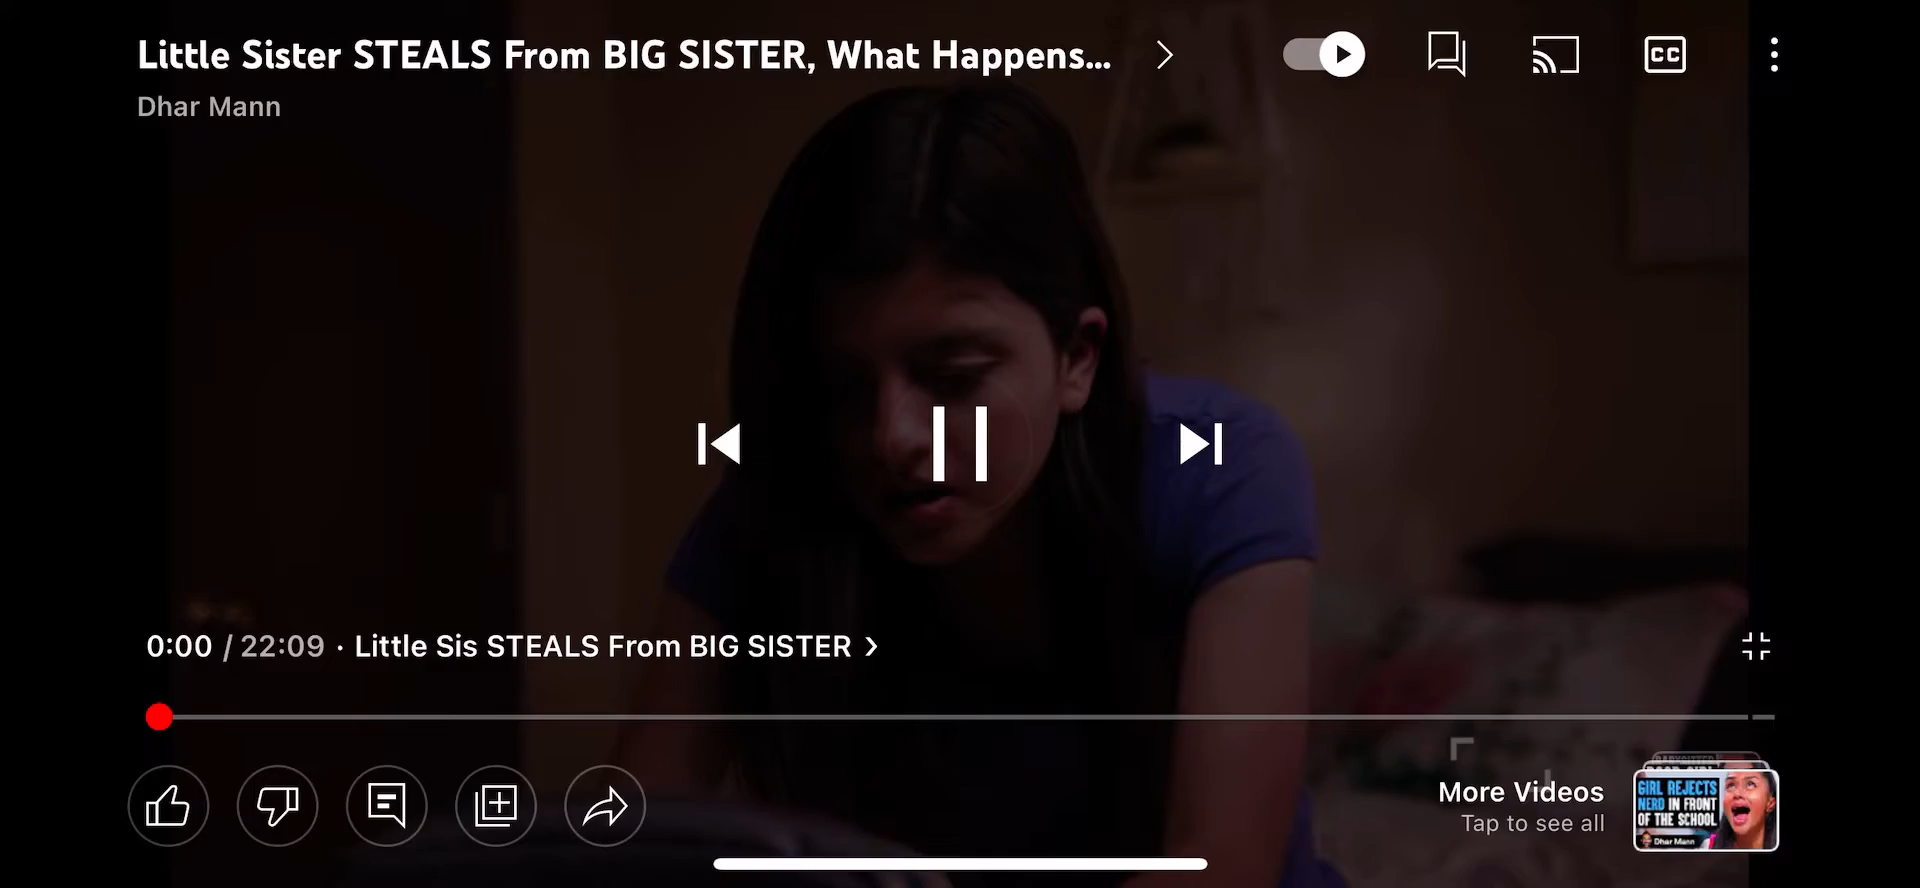 Little Sister STEALS From BIG SISTER, What Happens...
Dhar Mann
CC
0:00 / 22:09 · Little Sis STEALS From BIG SISTER
More Videos
Tap to see all
GIRL REJECTS
NERD IN FRONT
OF THE SCHOOL
Dhar Mann